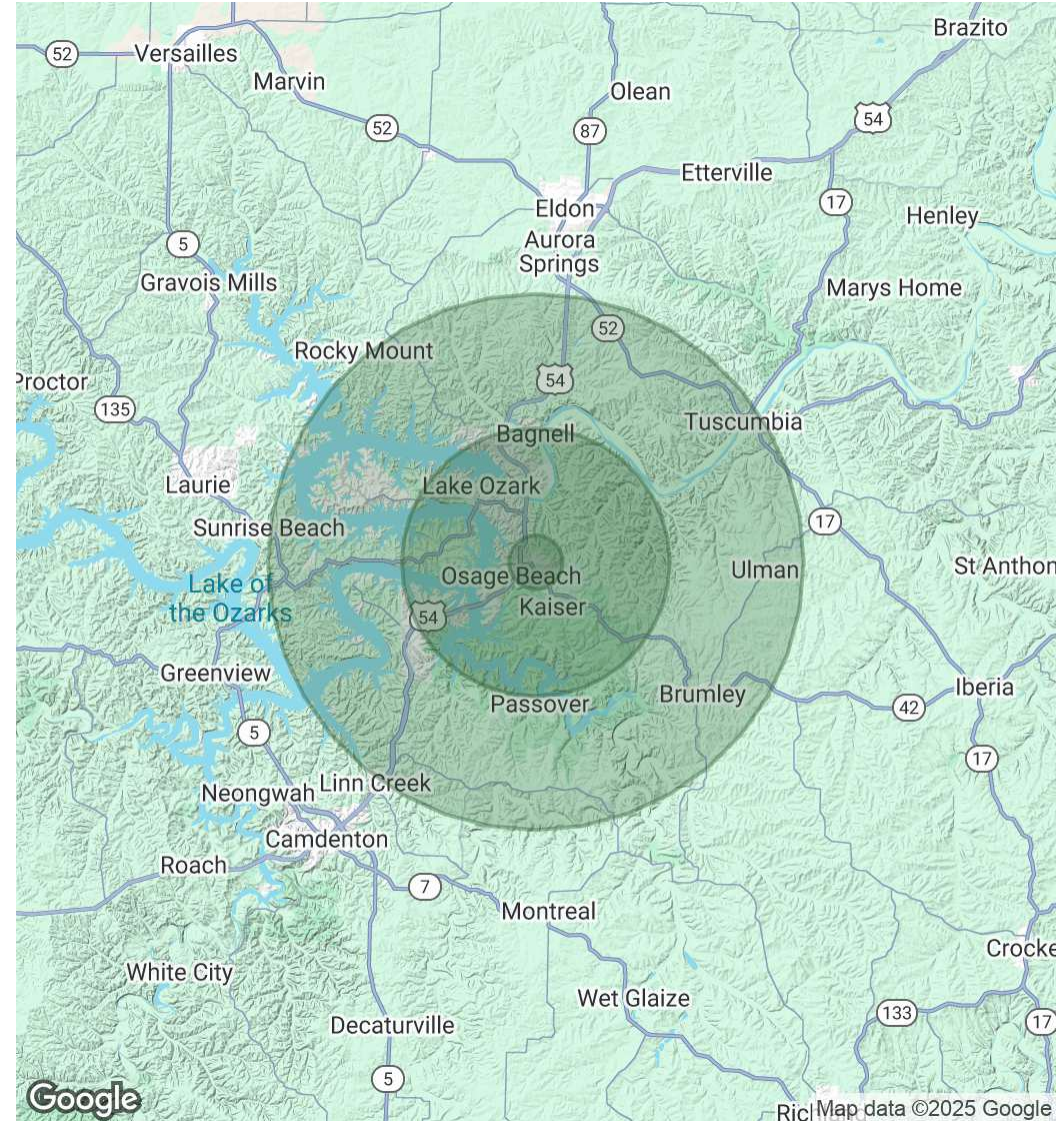 Brazito
52
Versailles
Marvin
Olean
54
52
87
Etterville
17
Eldon
Henley
5
Aurora
Springs
Gravois Mills
Marys Home
52
Rocky Mount
54
Proctor
135
Tuscumbia
Bagnell
Laurie
Lake Ozark
17
Sunrise Beach
St Anthon
Ulman
Osage Beach
Lake of
the Ozarks
Kaiser
54
Greenview
Iberia
Brumley
Passover
42
5
17
Linn Creek
Neongwah
Camdenton
Roach
7
Montreal
Crocke
White City
Wet Glaize
133
17
Decaturville
5
Google
Map data ©2025 Google